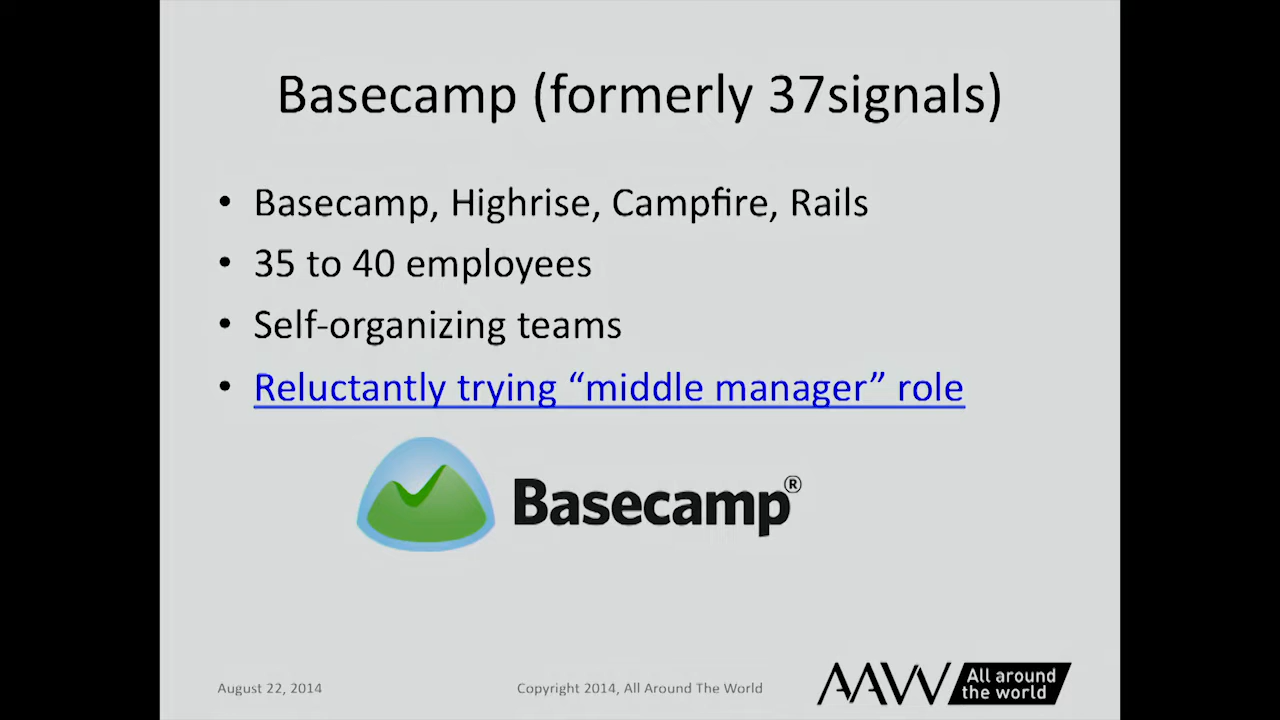 Basecamp (formerly 37signals)
• Basecamp, Highrise, Campfire, Rails
• 35 to 40 employees
• Self-organizing teams
• Reluctantly trying “middle manager” role
Basecamp®
August 22, 2014
Copyright 2014, All Around The World
AAW All around
the world